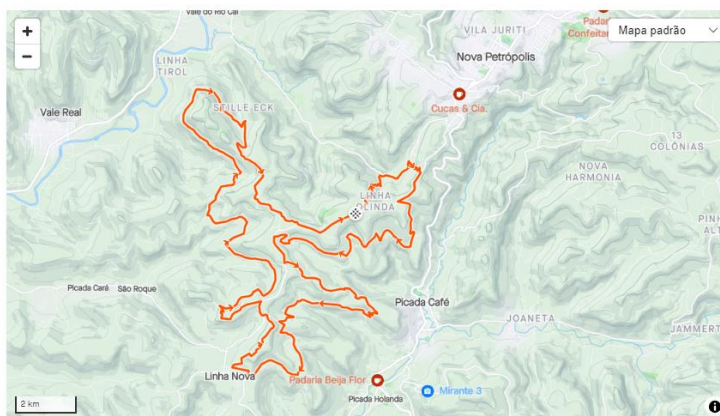 Vale do Rio Caí
VILA JURITI
Padar
Confeitar
Mapa padrão
+
−
LINHA
TIROL
Nova Petrópolis
STILLE ECK
Cucas & Cia.
Vale Real
13
COLÔNIAS
NOVA
HARMONIA
LINHA
OLINDA
PINH
ALT
Picada Cará
São Roque
Picada Café
JOANETA
JAMMERT
Linha Nova
Padaria Beija Flor
Mirante 3
Picada Holanda
2 km
i